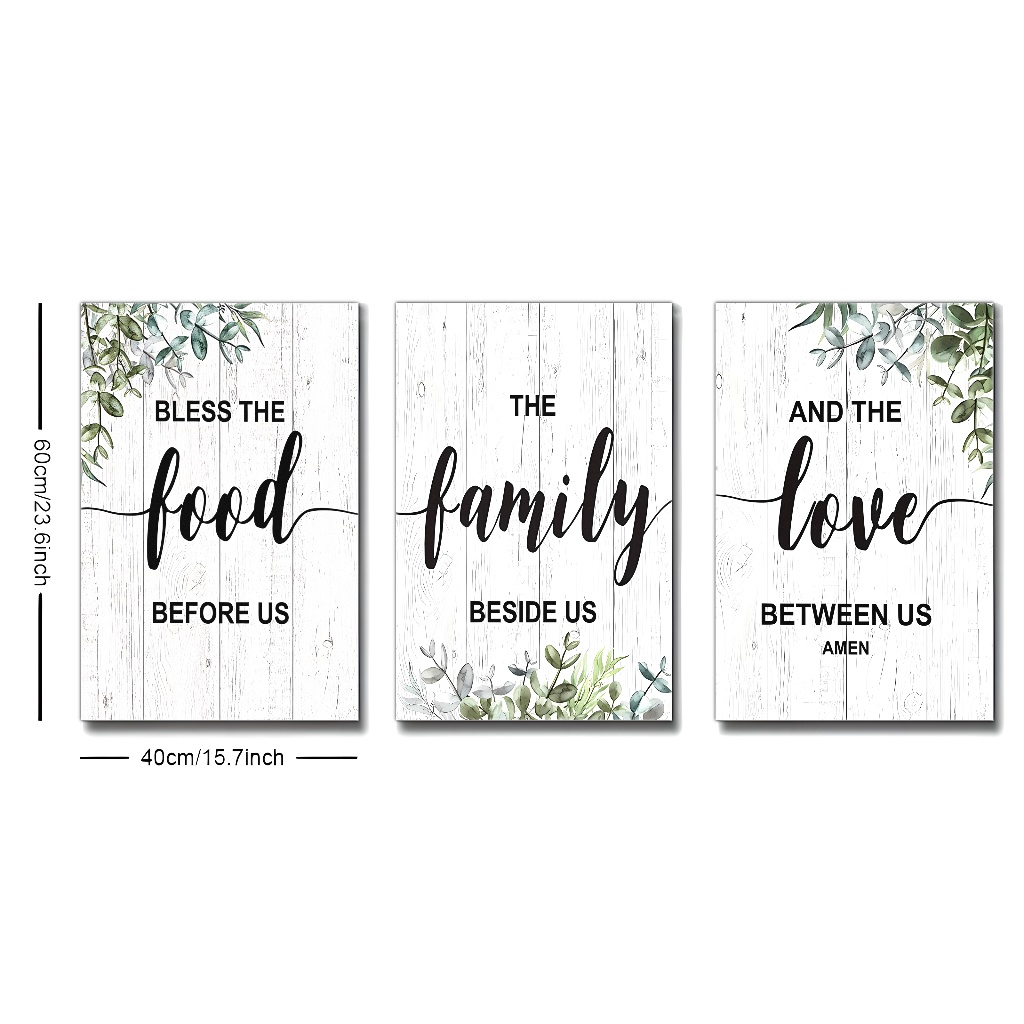 BLESS THE
food
BEFORE US
THE
family
BESIDE US
AND THE
love
BETWEEN US
AMEN
60cm/23.6inch
40cm/15.7inch